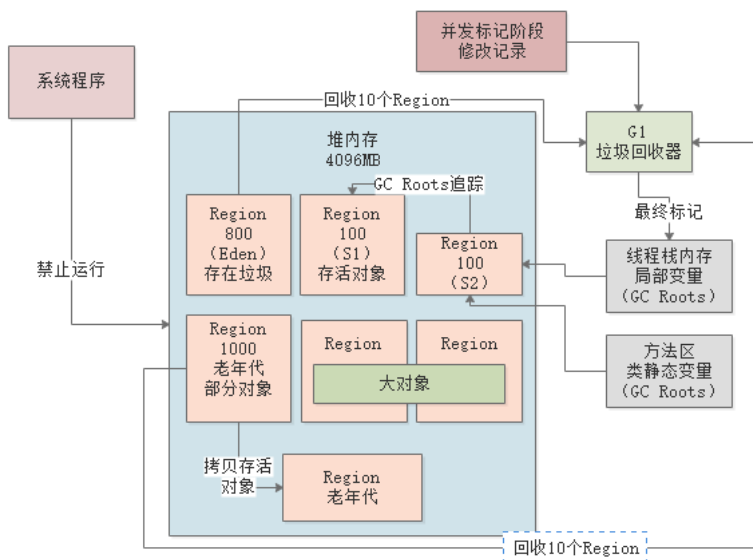 并发标记阶段
修改记录
系统程序
回收10个Region
堆内存
4096MB
G1
垃圾回收器
GC Roots追踪
最终标记
Region
800
（Eden）
存在垃圾
Region
100
（S1）
存活对象
Region
100
（S2）
线程栈内存
局部变量
（GC Roots）
禁止运行
Region
1000
老年代
部分对象
Region
Region
大对象
方法区
类静态变量
（GC Roots）
拷贝存活
对象
Region
老年代
回收10个Region